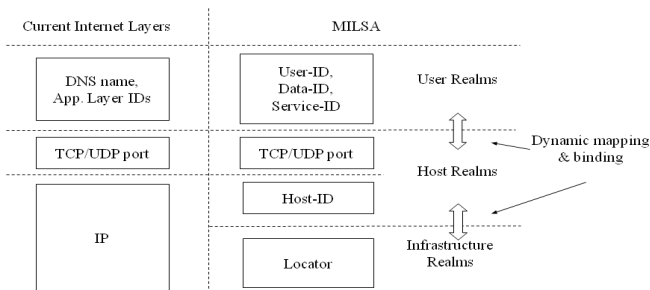 Current Internet Layers
MILSA
DNS name,
App. Layer IDs
User-ID,
Data-ID,
Service-ID
User Realms
TCP/UDP port
TCP/UDP port
Dynamic mapping
& binding
Host Realms
Host-ID
IP
Locator
Infrastructure
Realms